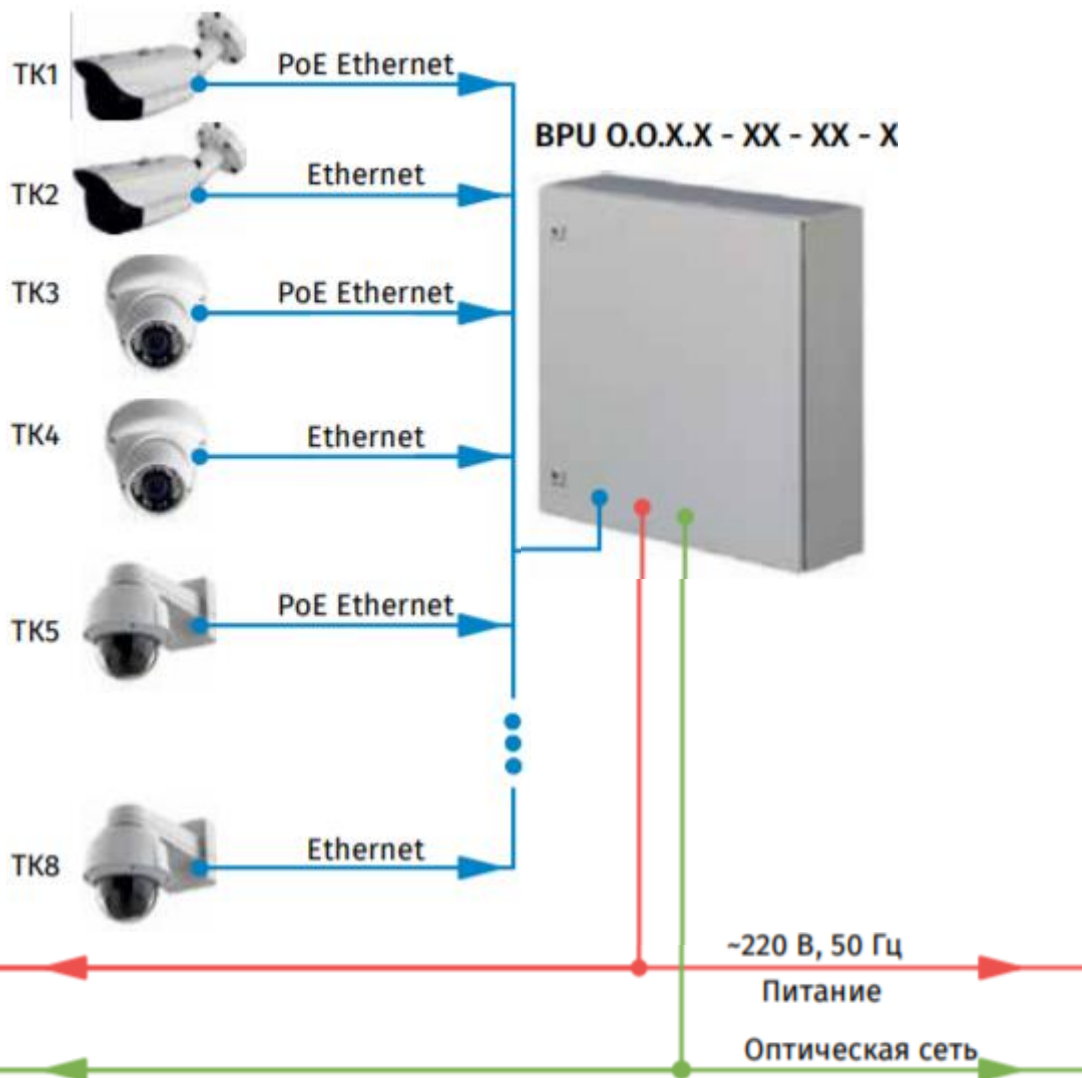 TK1
PoE Ethernet
BPU O.O.X.X - XX - XX - X
TK2
Ethernet
TK3
PoE Ethernet
TK4
Ethernet
TK5
PoE Ethernet
TK8
Ethernet
~220 В, 50 Гц
Питание
Оптическая сеть